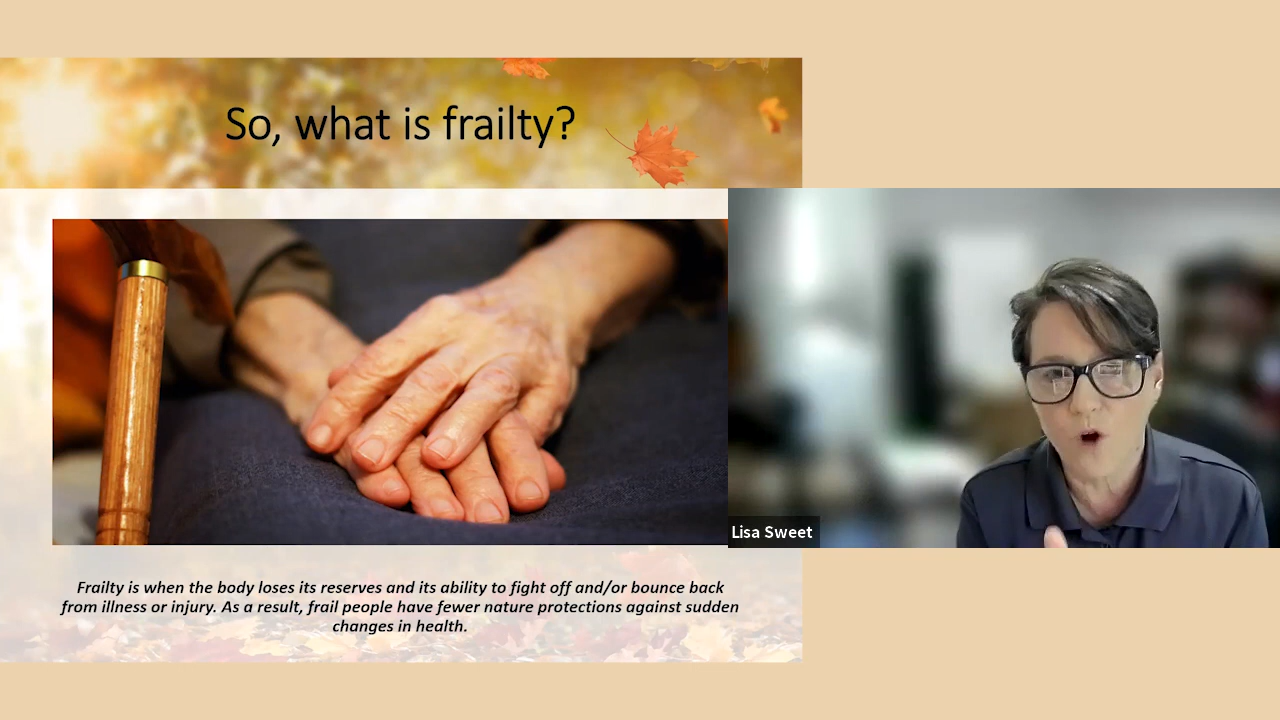 So, what is frailty?
Lisa Sweet
Frailty is when the body loses its reserves and its ability to fight off and/or bounce back
from illness or injury. As a result, frail people have fewer nature protections against sudden
changes in health.